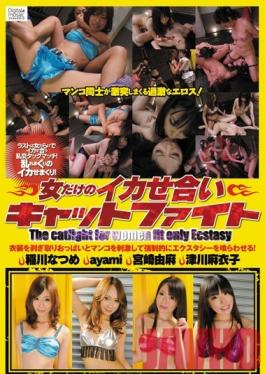 Digital
Mosaic
マンコ同士が激突しまくる過激なエロス!
女だけのイカせ合い
キャットファイト
The catfight for women fit only Ecstasy
衣装を剥ぎ取りおっぱいとマンコを刺激して強制的にエクスタシーを喰らわせる!
稲川なつめ
ayami
宮崎由麻
津川麻衣子